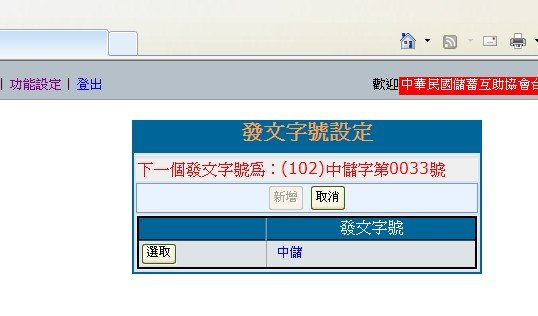 | 功能設定 | 登出
歡迎中華民國儲蓄互助協會台
發文字號設定
下一個發文字號為：(102)中儲字第0033號
新增 取消
發文字號
選取 中儲